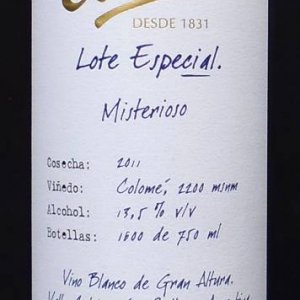 DESDE 1831
Lote Especial.
Misterioso
Cosecha: 2011
Viñedo: Colomé, 2200 msnm
Alcohol: 13,5 % v/v
Botellas: 1600 de 750 ml
Vino Blanco de Gran Altura.